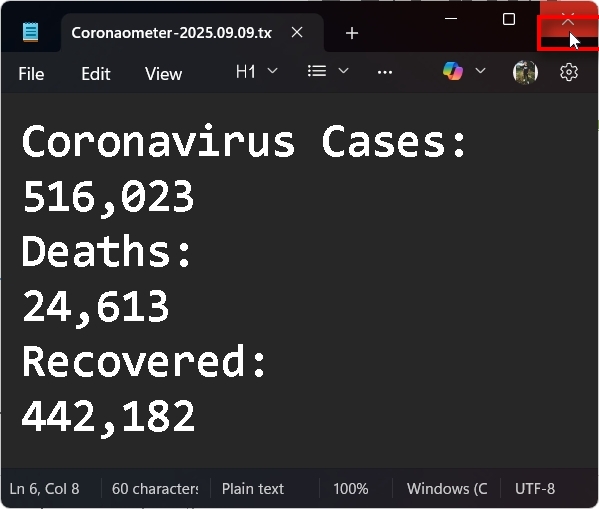 Coronaometer-2025.09.09.tx
File Edit View H1
Coronavirus Cases:
516,023
Deaths:
24,613
Recovered:
442,182
Ln 6, Col 8 60 characters Plain text 100% Windows (C UTF-8